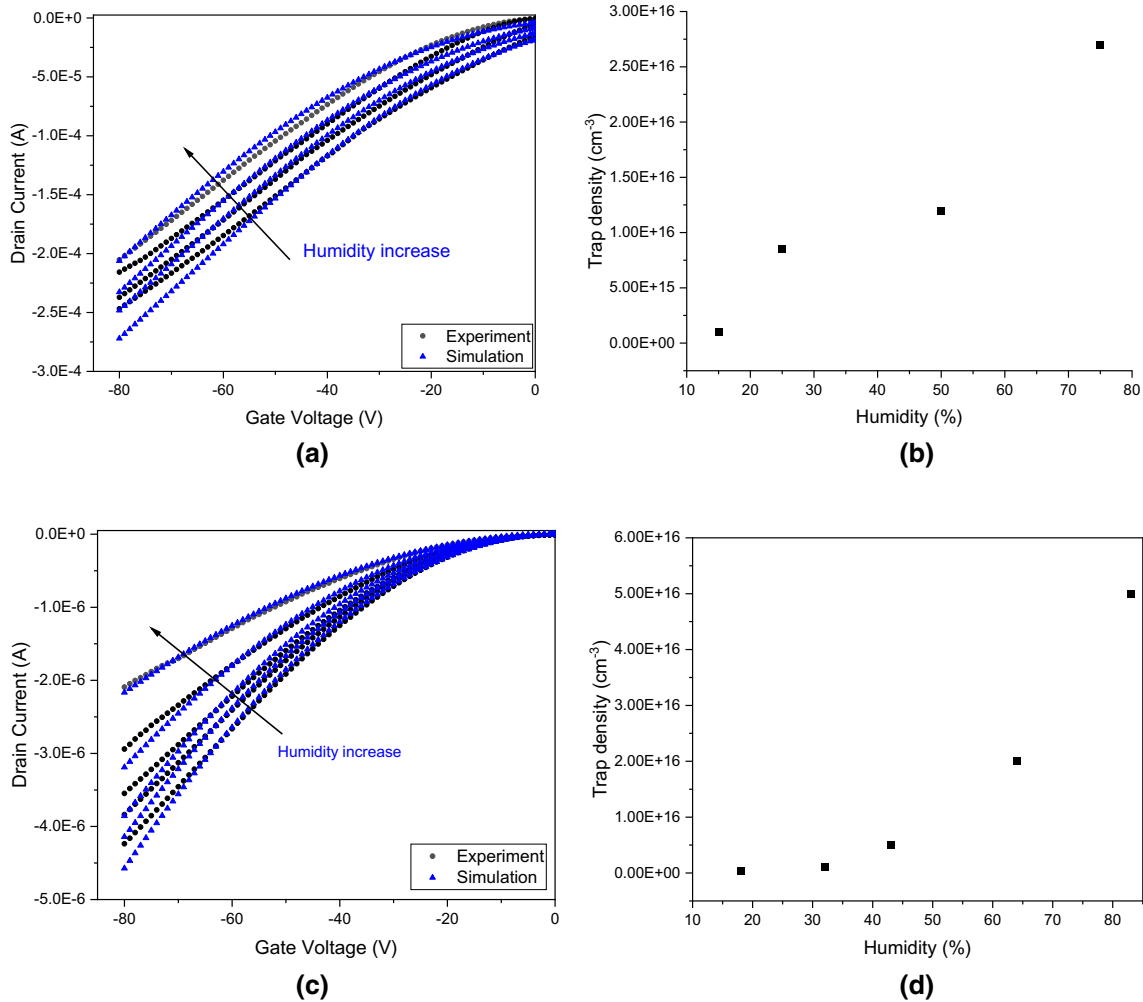 0.0E+0
-5.0E-5
-1.0E-4
-1.5E-4
-2.0E-4
-2.5E-4
-3.0E-4
Drain Current (A)
Humidity increase
Experiment
Simulation
-80 -60 -40 -20 0
Gate Voltage (V)
(a)
3.00E+16
2.50E+16
2.00E+16
1.50E+16
1.00E+16
5.00E+15
0.00E+00
Trap density (cm⁻³)
10 20 30 40 50 60 70 80
Humidity (%)
(b)
0.0E+0
-1.0E-6
-2.0E-6
-3.0E-6
-4.0E-6
-5.0E-6
Drain Current (A)
Humidity increase
Experiment
Simulation
-80 -60 -40 -20 0
Gate Voltage (V)
(c)
6.00E+16
5.00E+16
4.00E+16
3.00E+16
2.00E+16
1.00E+16
0.00E+00
Trap density (cm⁻³)
10 20 30 40 50 60 70 80
Humidity (%)
(d)